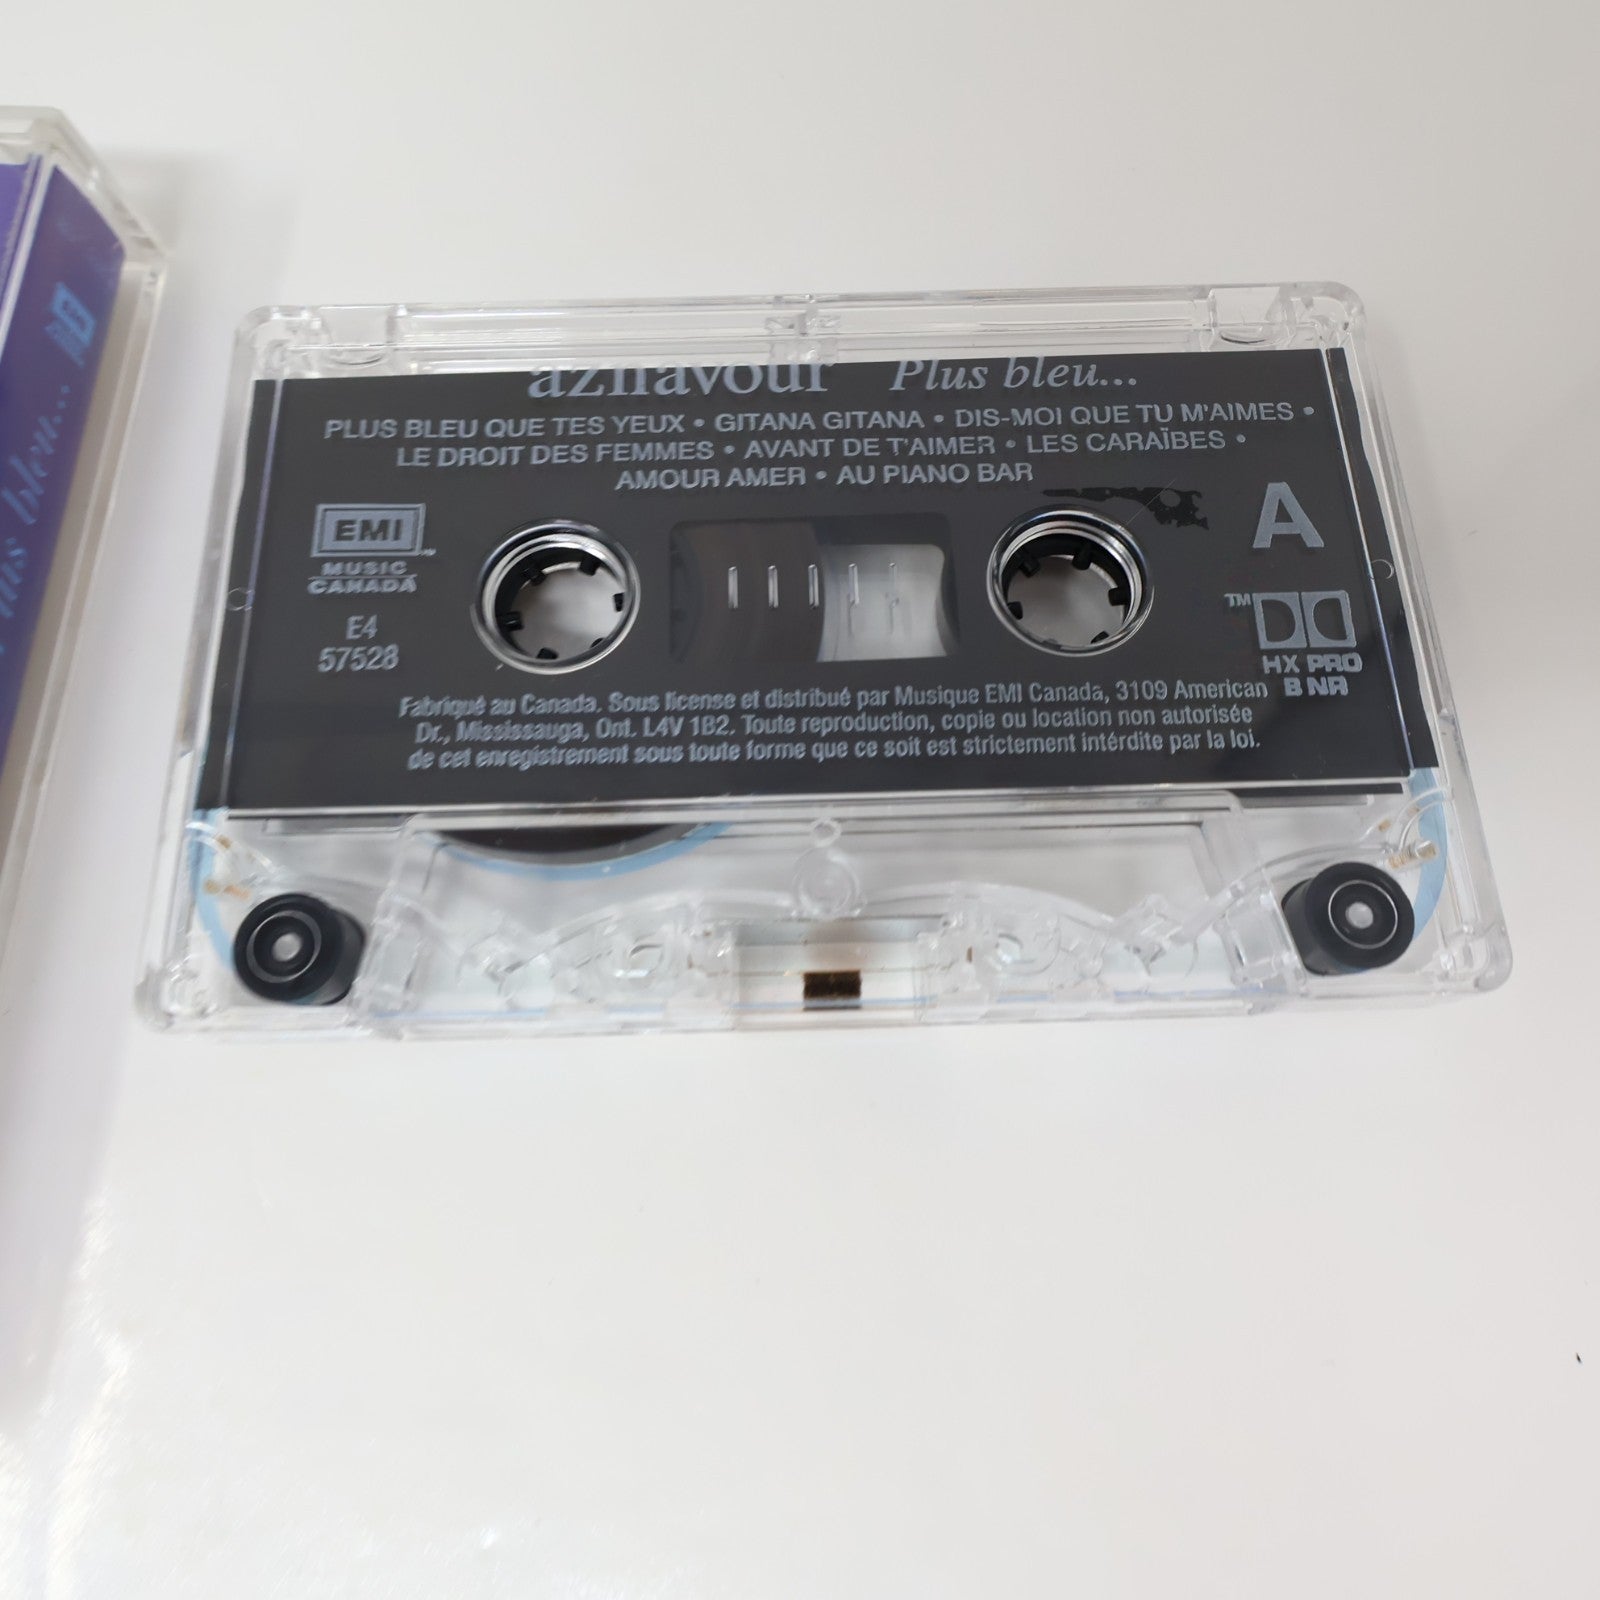 aznavour Plus bleu...
PLUS BLEU QUE TES YEUX • GITANA GITANA • DIS-MOI QUE TU M'AIMES •
LE DROIT DES FEMMES • AVANT DE T'AIMER • LES CARAÏBES •
AMOUR AMER • AU PIANO BAR
EMI
MUSIC
CANADA
E4
57528
A
TM
HX PRO
B NR
Fabriqué au Canada. Sous license et distribué par Musique EMI Canada, 3109 American
Dr., Mississauga, Ont. L4V 1B2. Toute reproduction, copie ou location non autorisée
de cet enregistrement sous toute forme que ce soit est strictement intérdite par la loi.
Plus bleu...